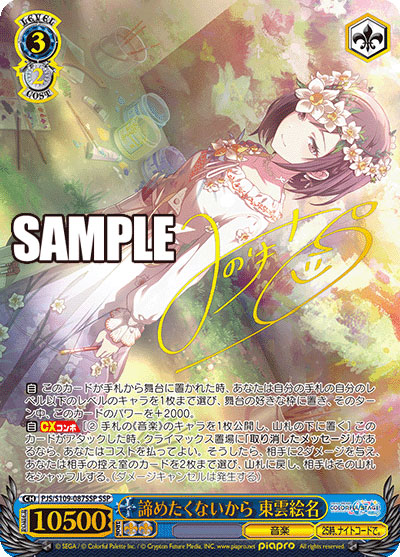 LEVEL
3
2
COST
SAMPLE
自 このカードが手札から舞台に置かれた時、あなたは自分の手札の自分のレ
ベル以下のレベルのキャラを1枚まで選び、舞台の好きな枠に置き、そのター
ン中、このカードのパワーを+2000。
自 CXコンボ [② 手札の《音楽》のキャラを1枚公開し、山札の下に置く] この
カードがアタックした時、クライマックス置場に「取り消したメッセージ」が
あるなら、あなたはコストを払ってよい。そうしたら、相手に2ダメージを与え、
あなたは相手の控え室のカードを2枚まで選び、山札に戻し、相手はその山札
をシャッフルする。(ダメージキャンセルは発生する)
CH PJS/S109-087SSP SSP
POWER 10500
諦めたくないから 東雲絵名
COLORFUL STAGE!
音楽
25時、ナイトコードで。
© SEGA / © Colorful Palette Inc. / © Crypton Future Media, INC. www.piapro.net piapro All rights reserved.